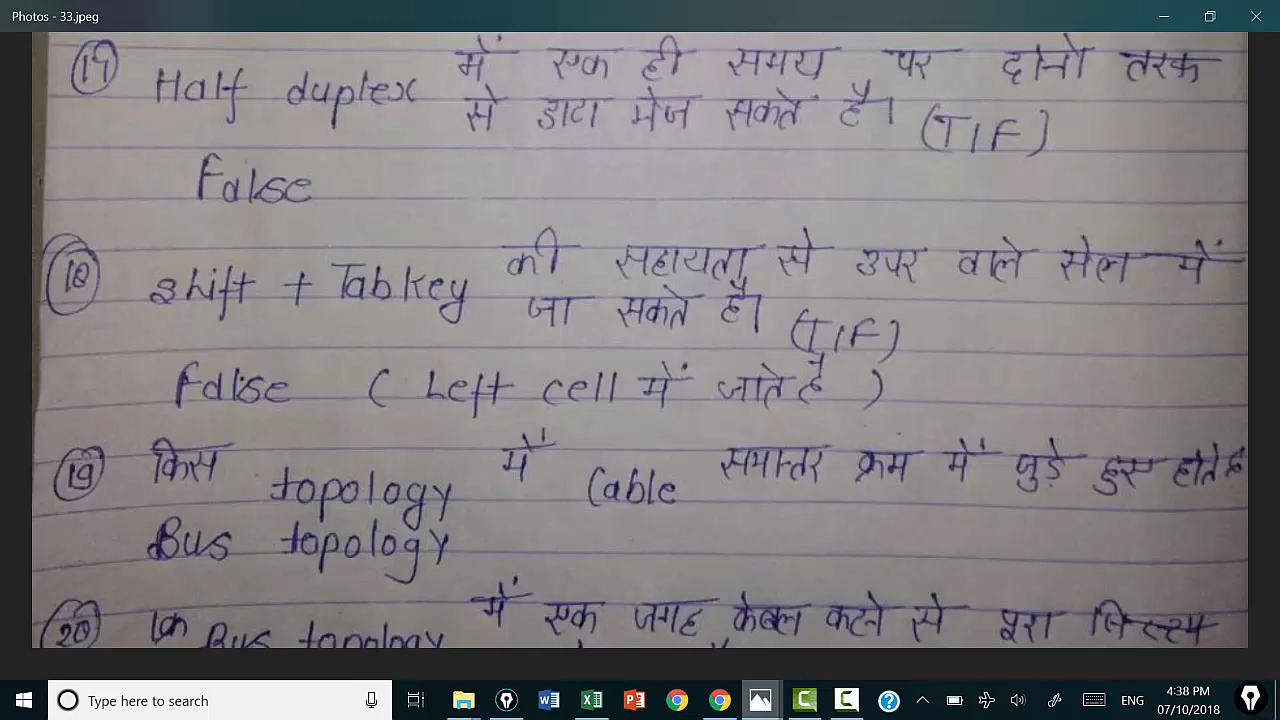 Photos - 33.jpeg
(17) Half duplex में एक ही समय पर दोनो तरफ
से डाटा भेज सकते है। (T/F)
False
(18) shift + Tab key की सहायता से उपर वाले सेल में
जा सकते है। (T/F)
False ( Left cell में जाते है )
(19) किस topology में Cable समान्तर क्रम में जुड़े हुए होते है
Bus topology
(20) Bus topology में एक जगह केबल कटने से
Type here to search
ENG
4:38 PM
07/10/2018